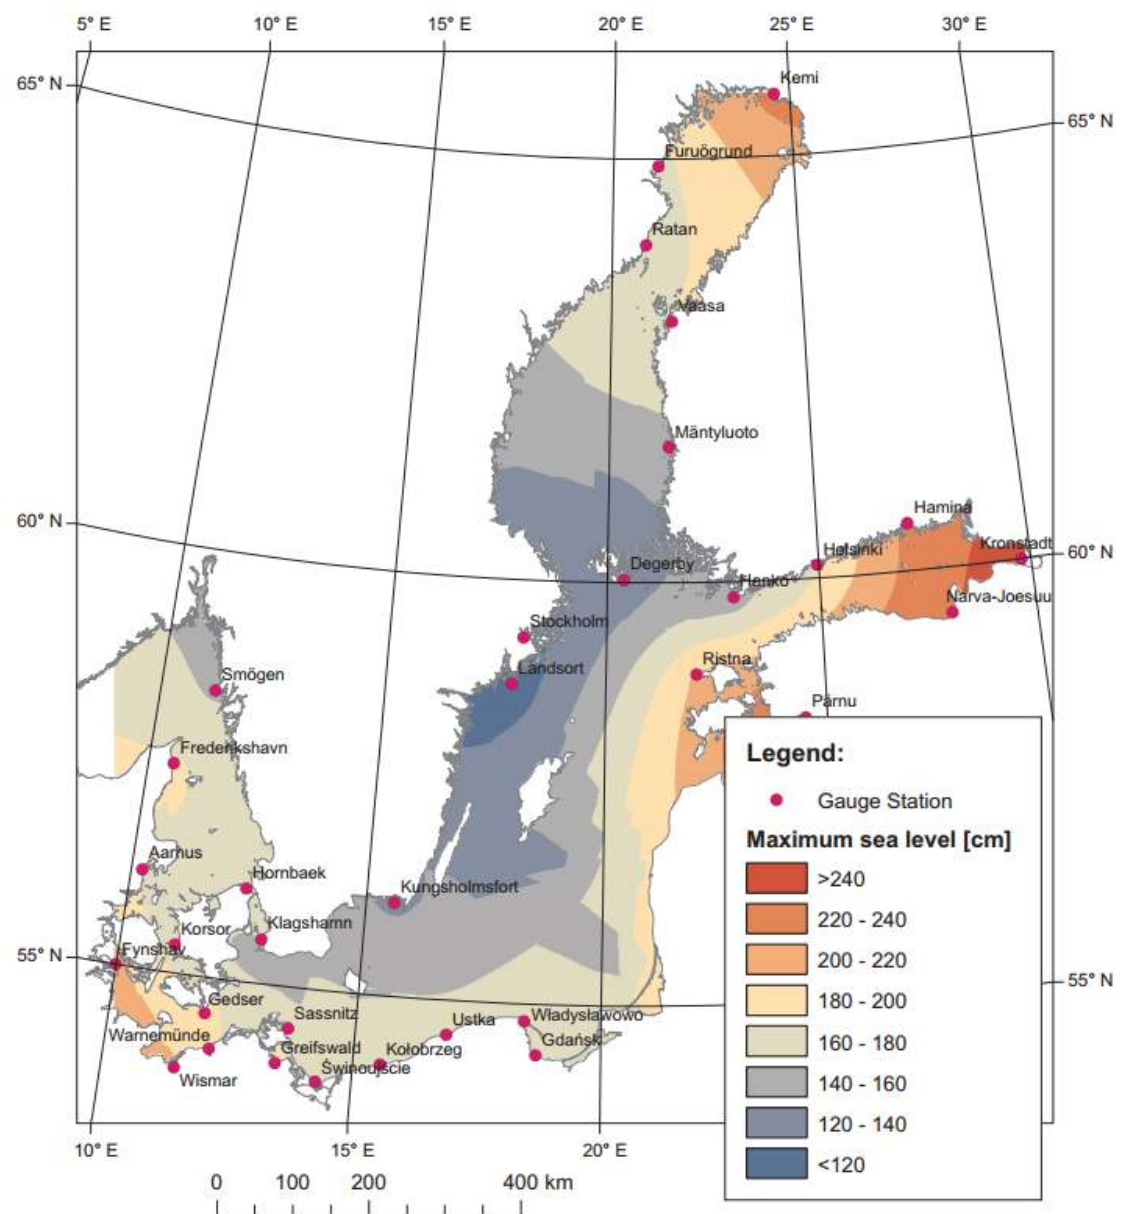 5° E 10° E 15° E 20° E 25° E 30° E
Kemi
65° N
65° N
Furuögrund
Ratan
Vaasa
Mäntyluoto
Hamina
60° N
Kronstadt
60° N
Helsinki
Degerby
Hanko
Narva-Joesuu
Stockholm
Ristna
Landsort
Smögen
Pärnu
Frederikshavn
Legend:
Gauge Station
Maximum sea level [cm]
>240
220 - 240
200 - 220
180 - 200
160 - 180
140 - 160
120 - 140
<120
Aarhus
Hornbaek
Kungsholmsfort
Korsor
Klagshamn
Fynshav
55° N
55° N
Gedser
Sassnitz
Ustka
Władysławowo
Warnemünde
Greifswald
Kołobrzeg
Gdańsk
Świnoujście
Wismar
10° E 15° E 20° E
0 100 200 400 km